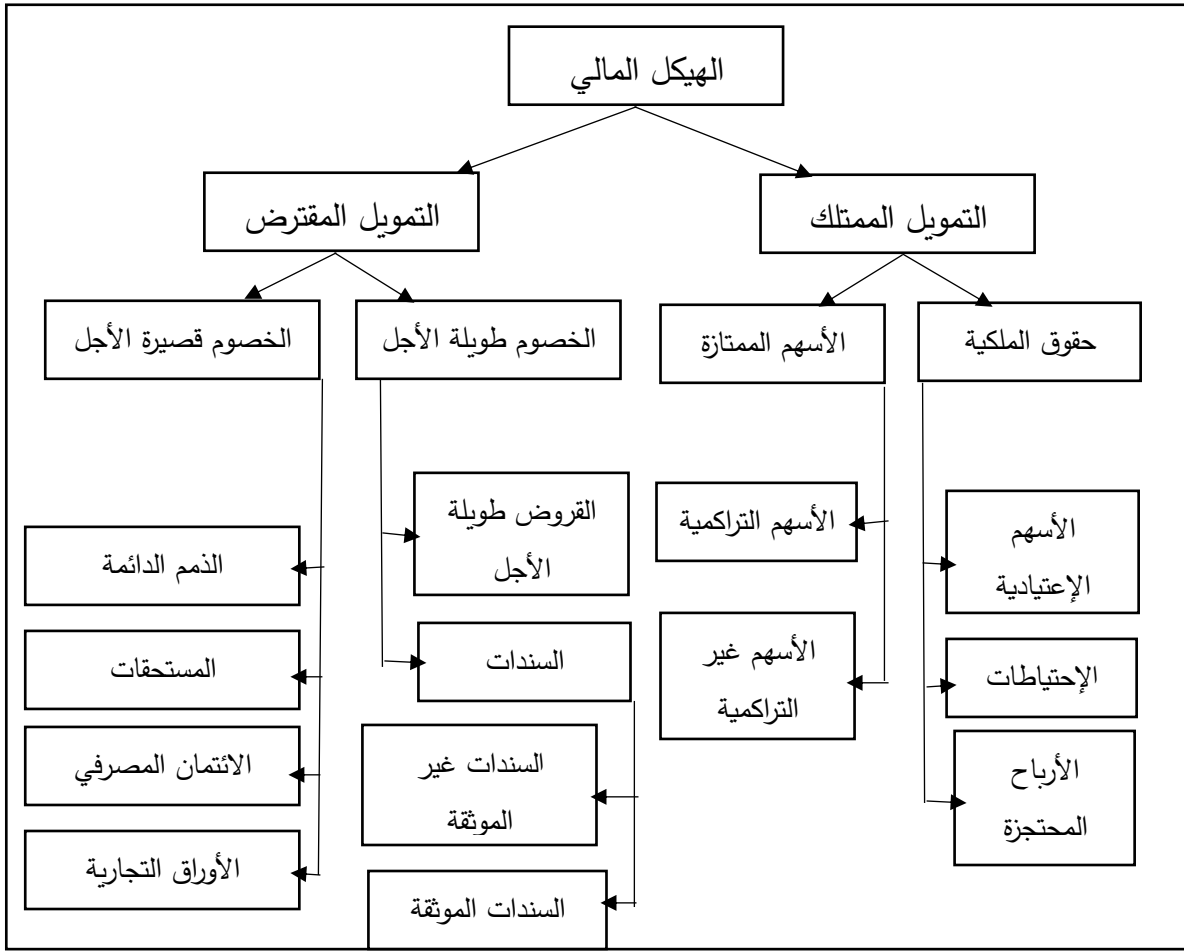 الهيكل المالي
التمويل الممتلك
التمويل المقترض
حقوق الملكية
الأسهم الممتازة
الخصوم طويلة الأجل
الخصوم قصيرة الأجل
الأسهم
الإعتيادية
الإحتياطات
الأرباح
المحتجزة
الأسهم التراكمية
الأسهم غير
التراكمية
القروض طويلة
الأجل
السندات
السندات غير
الموثقة
السندات الموثقة
الذمم الدائمة
المستحقات
الائتمان المصرفي
الأوراق التجارية